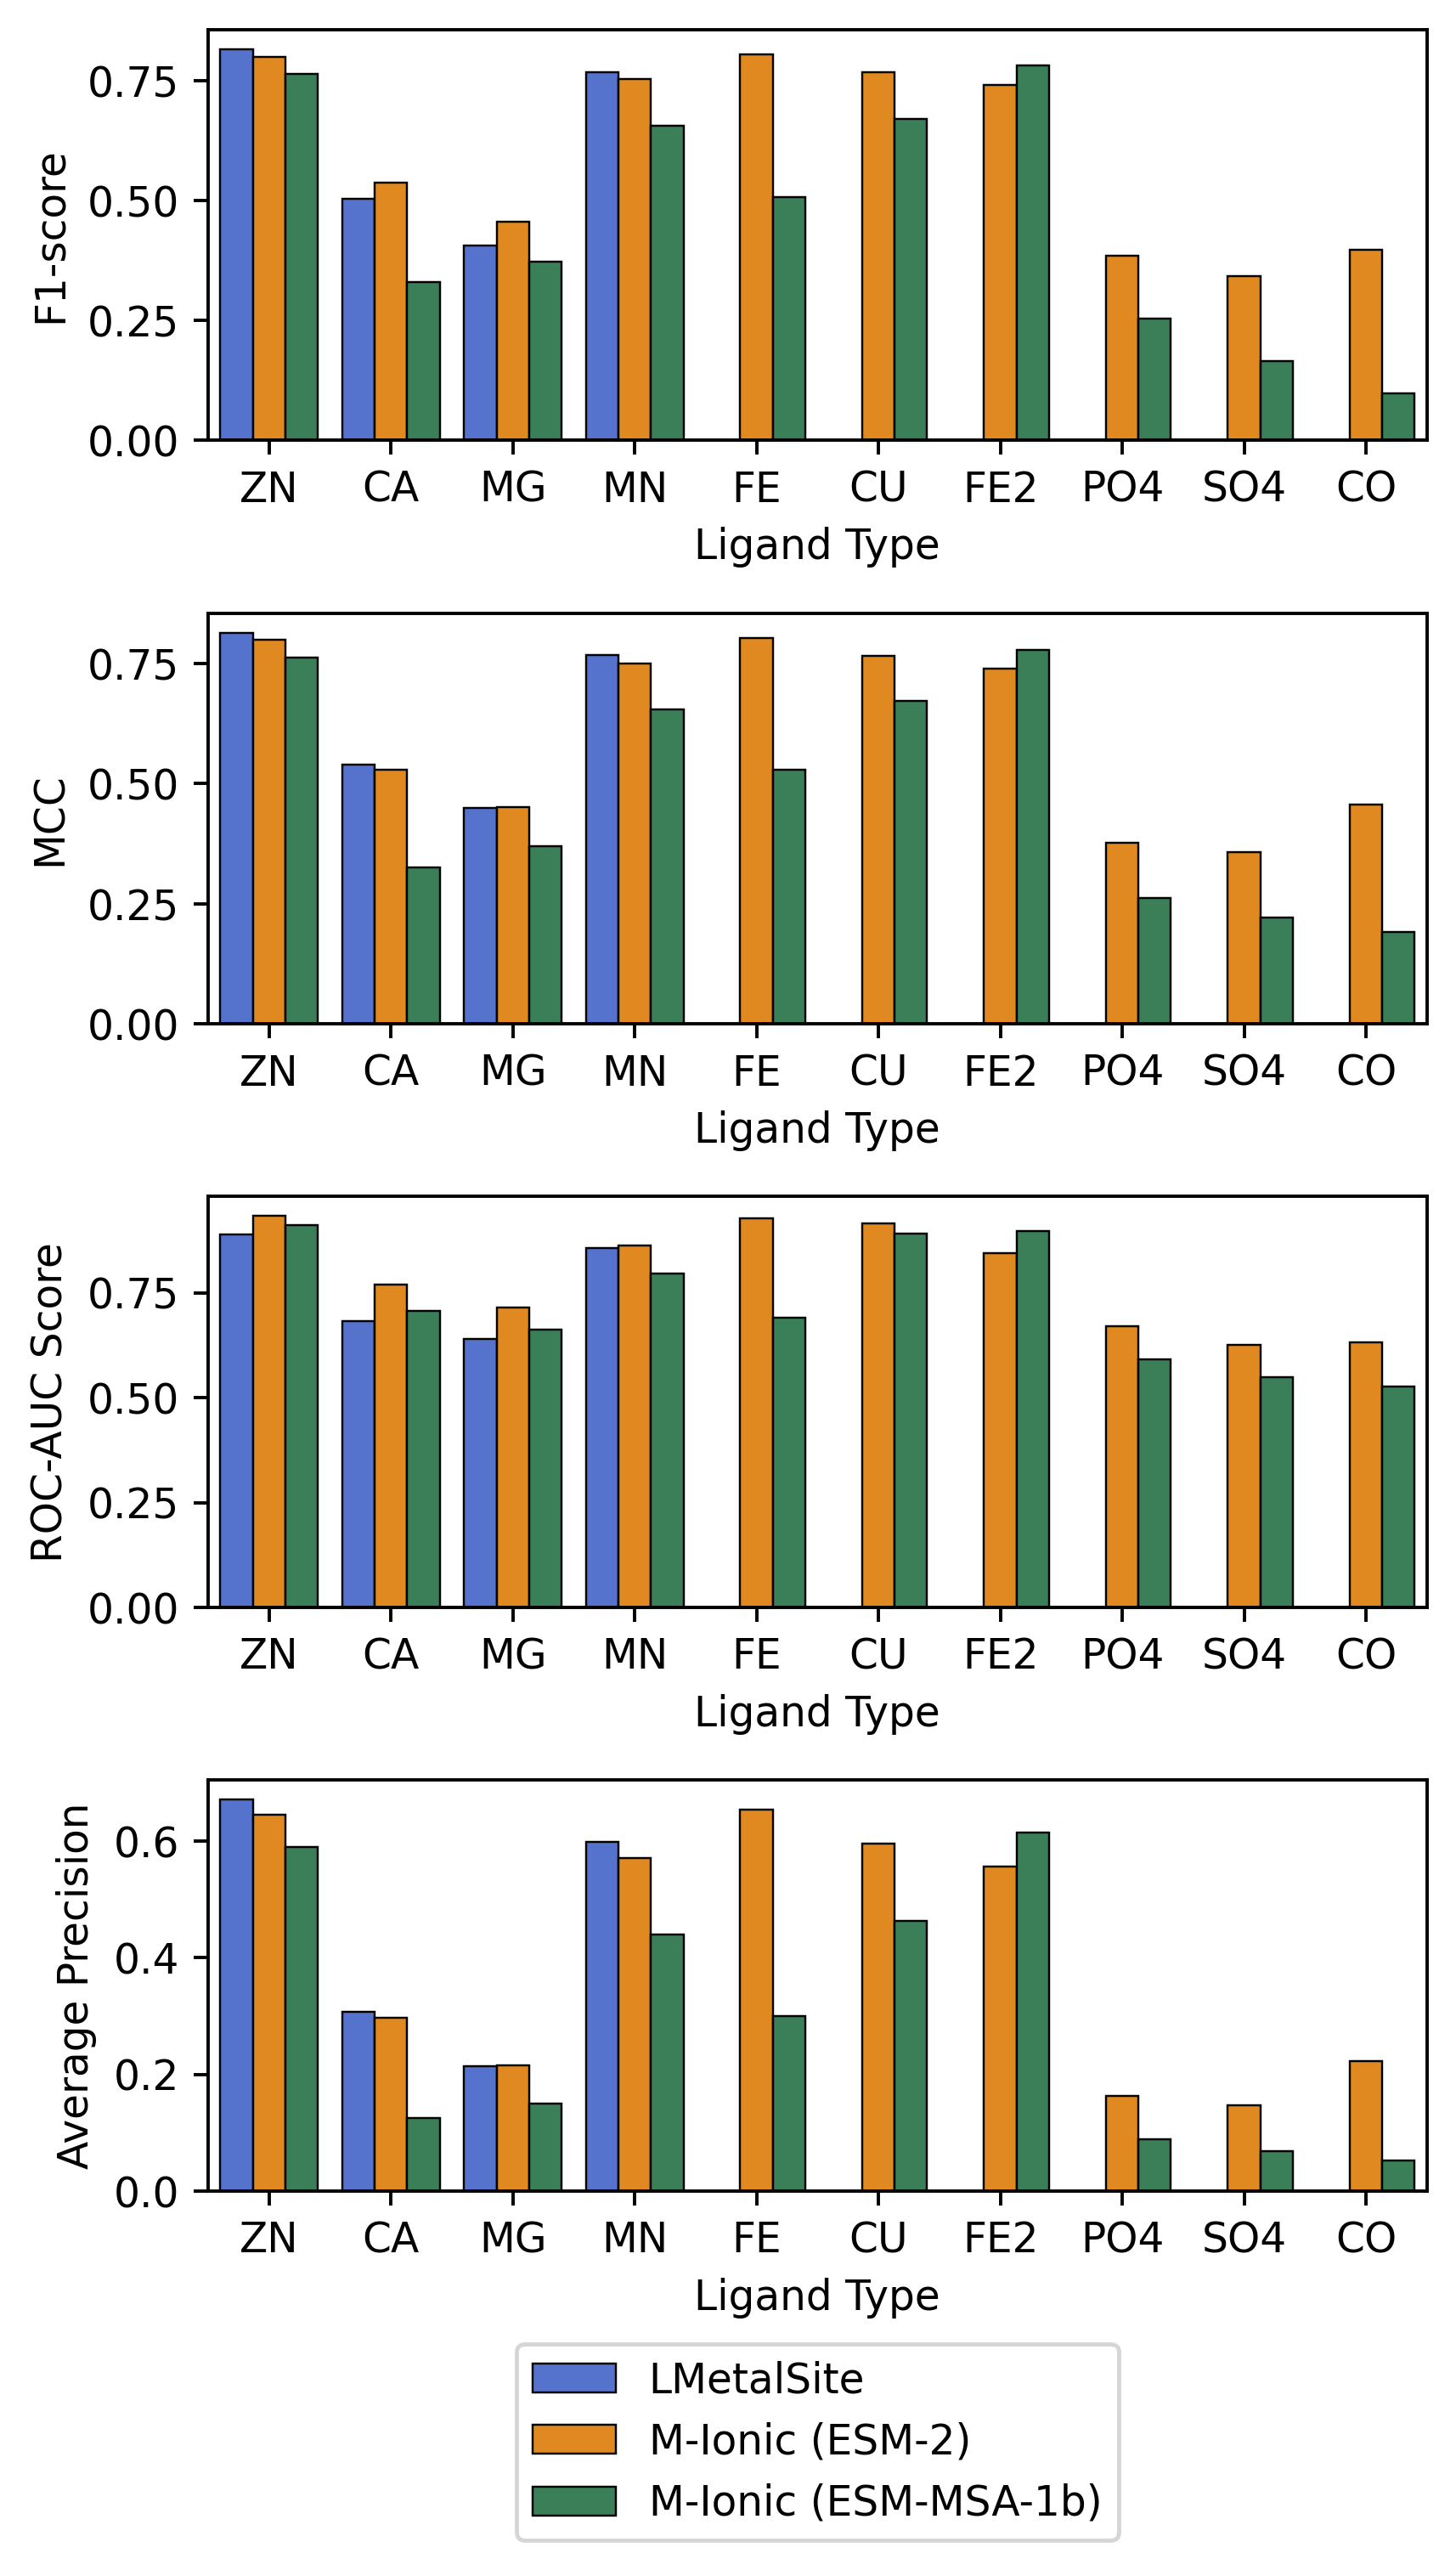 F1-score
0.75
0.50
0.25
0.00
ZN CA MG MN FE CU FE2 PO4 SO4 CO
Ligand Type
MCC
0.75
0.50
0.25
0.00
ZN CA MG MN FE CU FE2 PO4 SO4 CO
Ligand Type
ROC-AUC Score
0.75
0.50
0.25
0.00
ZN CA MG MN FE CU FE2 PO4 SO4 CO
Ligand Type
Average Precision
0.6
0.4
0.2
0.0
ZN CA MG MN FE CU FE2 PO4 SO4 CO
Ligand Type
LMetalSite
M-Ionic (ESM-2)
M-Ionic (ESM-MSA-1b)